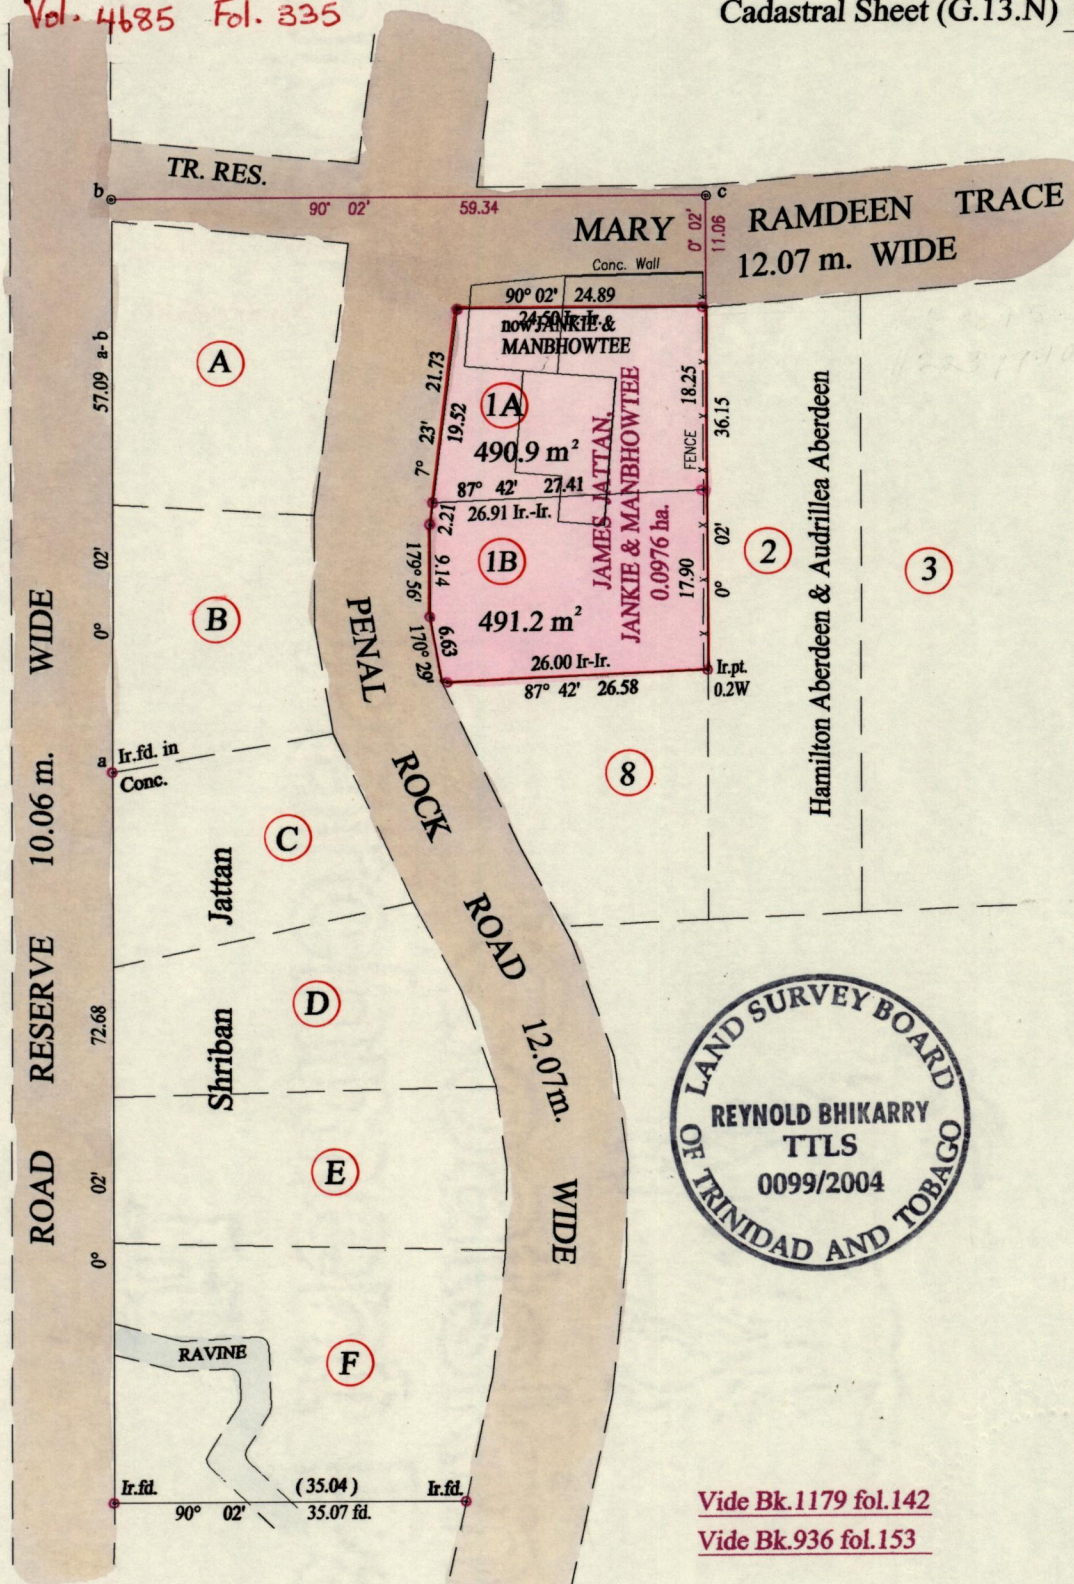 Vol. 4685 Fol. 335
Cadastral Sheet (G.13.N)
TR. RES.
b
c
90° 02' 59.34
MARY RAMDEEN TRACE
12.07 m. WIDE
0° 02'
11.06
Conc. Wall
90° 02' 24.89
24.50 Ir-Ir.
now JANKIE &
MANBHOWTEE
57.09 a-b
A
21.73
7° 23'
19.52
1A
490.9 m²
FENCE
18.25
36.15
87° 42' 27.41
26.91 Ir.-Ir.
2.21
JAMES JATTAN,
JANKIE & MANBHOWTEE
0.0976 ha.
1B
491.2 m²
9.14
179° 56'
6.63
170° 29'
17.90
0° 02'
26.00 Ir-Ir.
87° 42' 26.58
Ir.pt.
0.2W
2
3
Hamilton Aberdeen & Audrillea Aberdeen
B
0° 02'
8
a
Ir.fd. in
Conc.
C
Shriban Jattan
D
72.68
E
0° 02'
F
RAVINE
ROAD RESERVE 10.06 m. WIDE
PENAL ROCK ROAD 12.07m. WIDE
Ir.fd.
(35.04)
Ir.fd.
90° 02' 35.07 fd.
LAND SURVEY BOARD
REYNOLD BHIKARRY
TTLS
0099/2004
OF TRINIDAD AND TOBAGO
Vide Bk.1179 fol.142
Vide Bk.936 fol.153